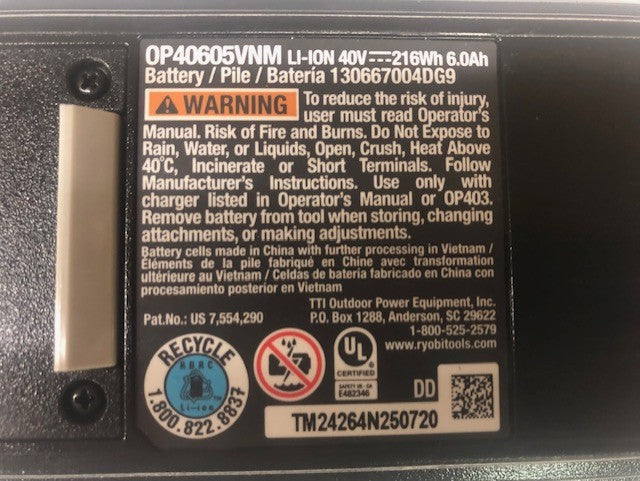 OP40605VNM LI-ION 40V⎓216Wh 6.0Ah
Battery / Pile / Batería 130667004DG9
WARNING To reduce the risk of injury,
user must read Operator's
Manual. Risk of Fire and Burns. Do Not Expose to
Rain, Water, or Liquids, Open, Crush, Heat Above
40°C, Incinerate or Short Terminals. Follow
Manufacturer's Instructions. Use only with
charger listed in Operator's Manual or OP403.
Remove battery from tool when storing, changing
attachments, or making adjustments.
Battery cells made in China with further processing in Vietnam /
Éléments de la pile fabriqué en Chine avec transformation
ultérieure au Vietnam / Celdas de batería fabricado en China con
procesamiento posterior en Vietnam
TTI Outdoor Power Equipment, Inc.
Pat.No.: US 7,554,290 P.O. Box 1288, Anderson, SC 29622
1-800-525-2579
www.ryobitools.com
RECYCLE
RBRC
Li-ion
1.800.822.8837
UL
CERTIFIED
SAFETY US - CA
E482346
DD
TM24264N250720